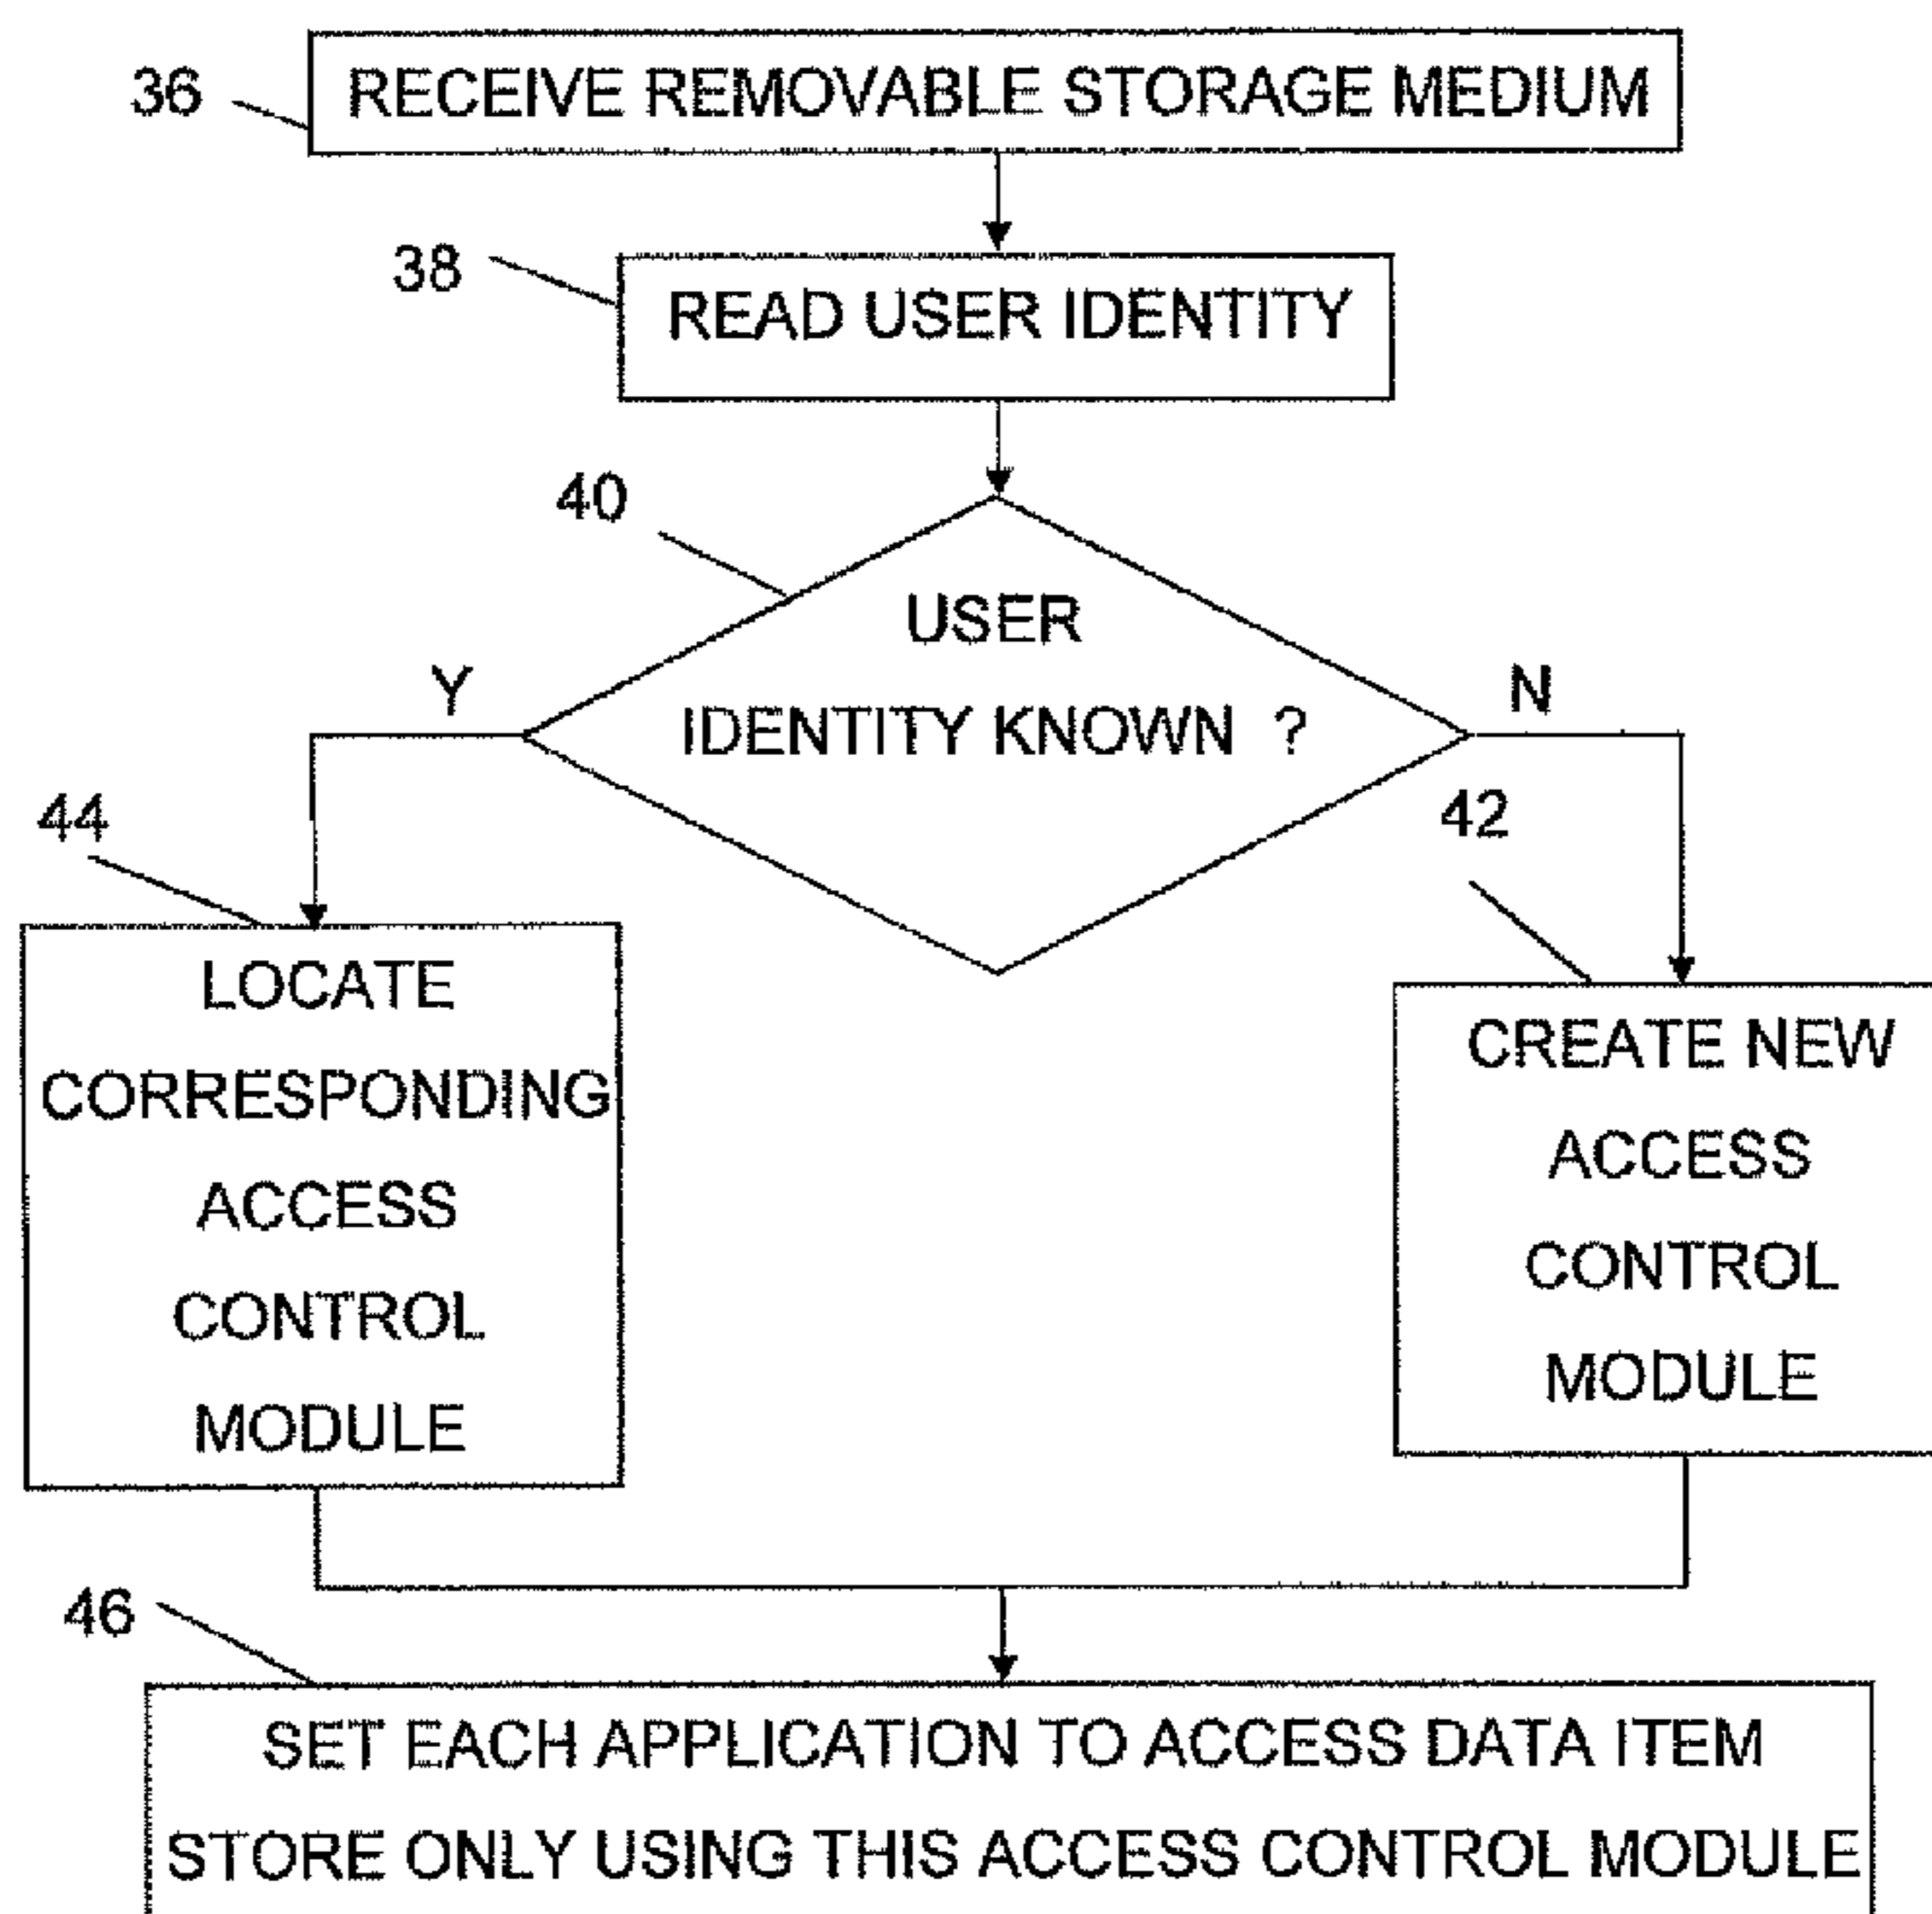 36
RECEIVE REMOVABLE STORAGE MEDIUM
38
READ USER IDENTITY
40
USER
IDENTITY KNOWN ?
Y
N
44
LOCATE
CORRESPONDING
ACCESS
CONTROL
MODULE
42
CREATE NEW
ACCESS
CONTROL
MODULE
46
SET EACH APPLICATION TO ACCESS DATA ITEM
STORE ONLY USING THIS ACCESS CONTROL MODULE